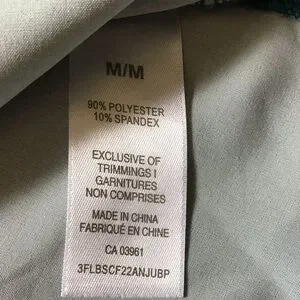 M/M
90% POLYESTER
10% SPANDEX
EXCLUSIVE OF
TRIMMINGS I
GARNITURES
NON COMPRISES
MADE IN CHINA
FABRIQUÉ EN CHINE
CA 03961
3FLBSCF22ANJUBP